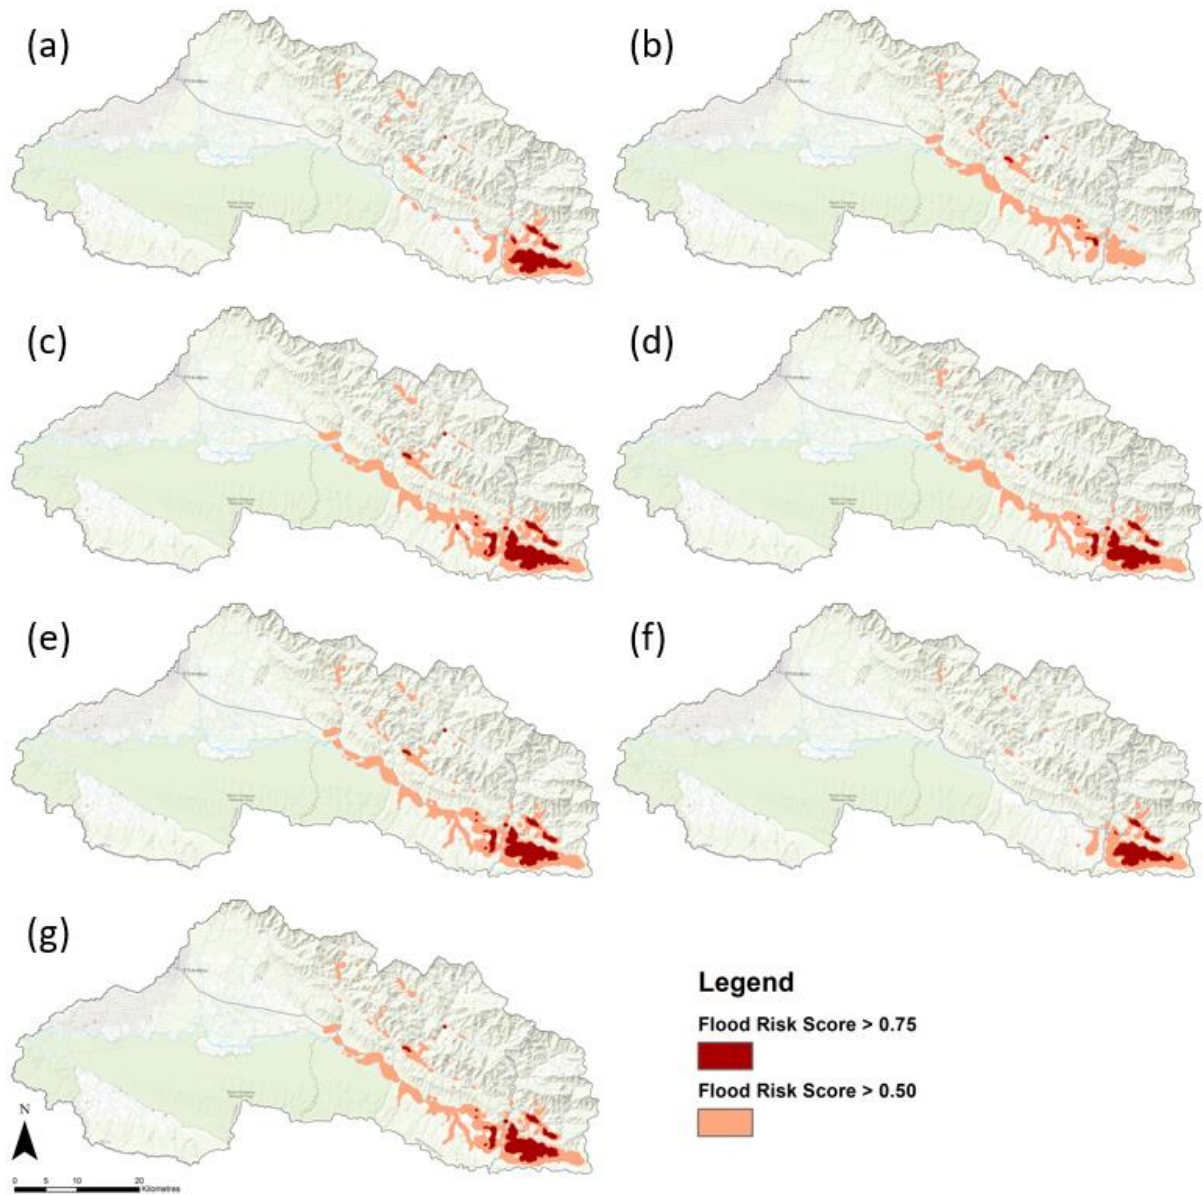 (a)
(b)
(c)
(d)
(e)
(f)
(g)
Legend
Flood Risk Score > 0.75
Flood Risk Score > 0.50
N
0 5 10 20
Kilometres